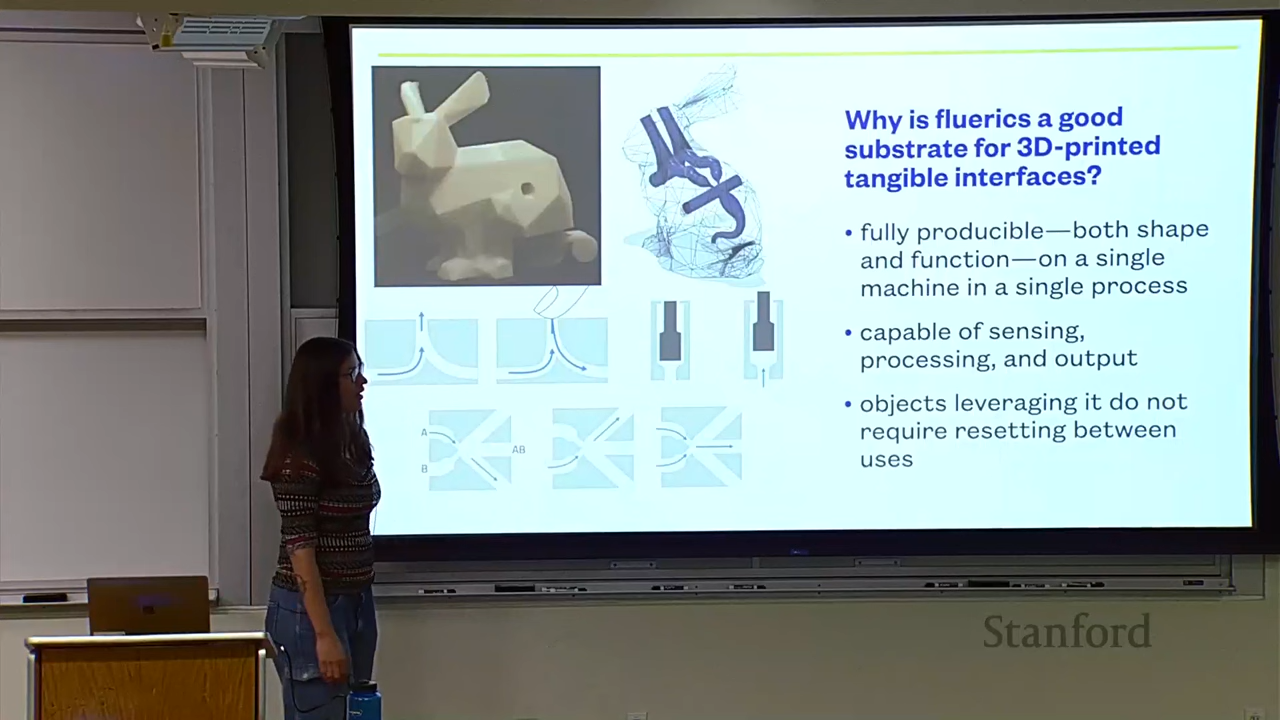 Why is fluerics a good
substrate for 3D-printed
tangible interfaces?
• fully producible—both shape
and function—on a single
machine in a single process
• capable of sensing,
processing, and output
• objects leveraging it do not
require resetting between
uses
A
B
AB
Stanford